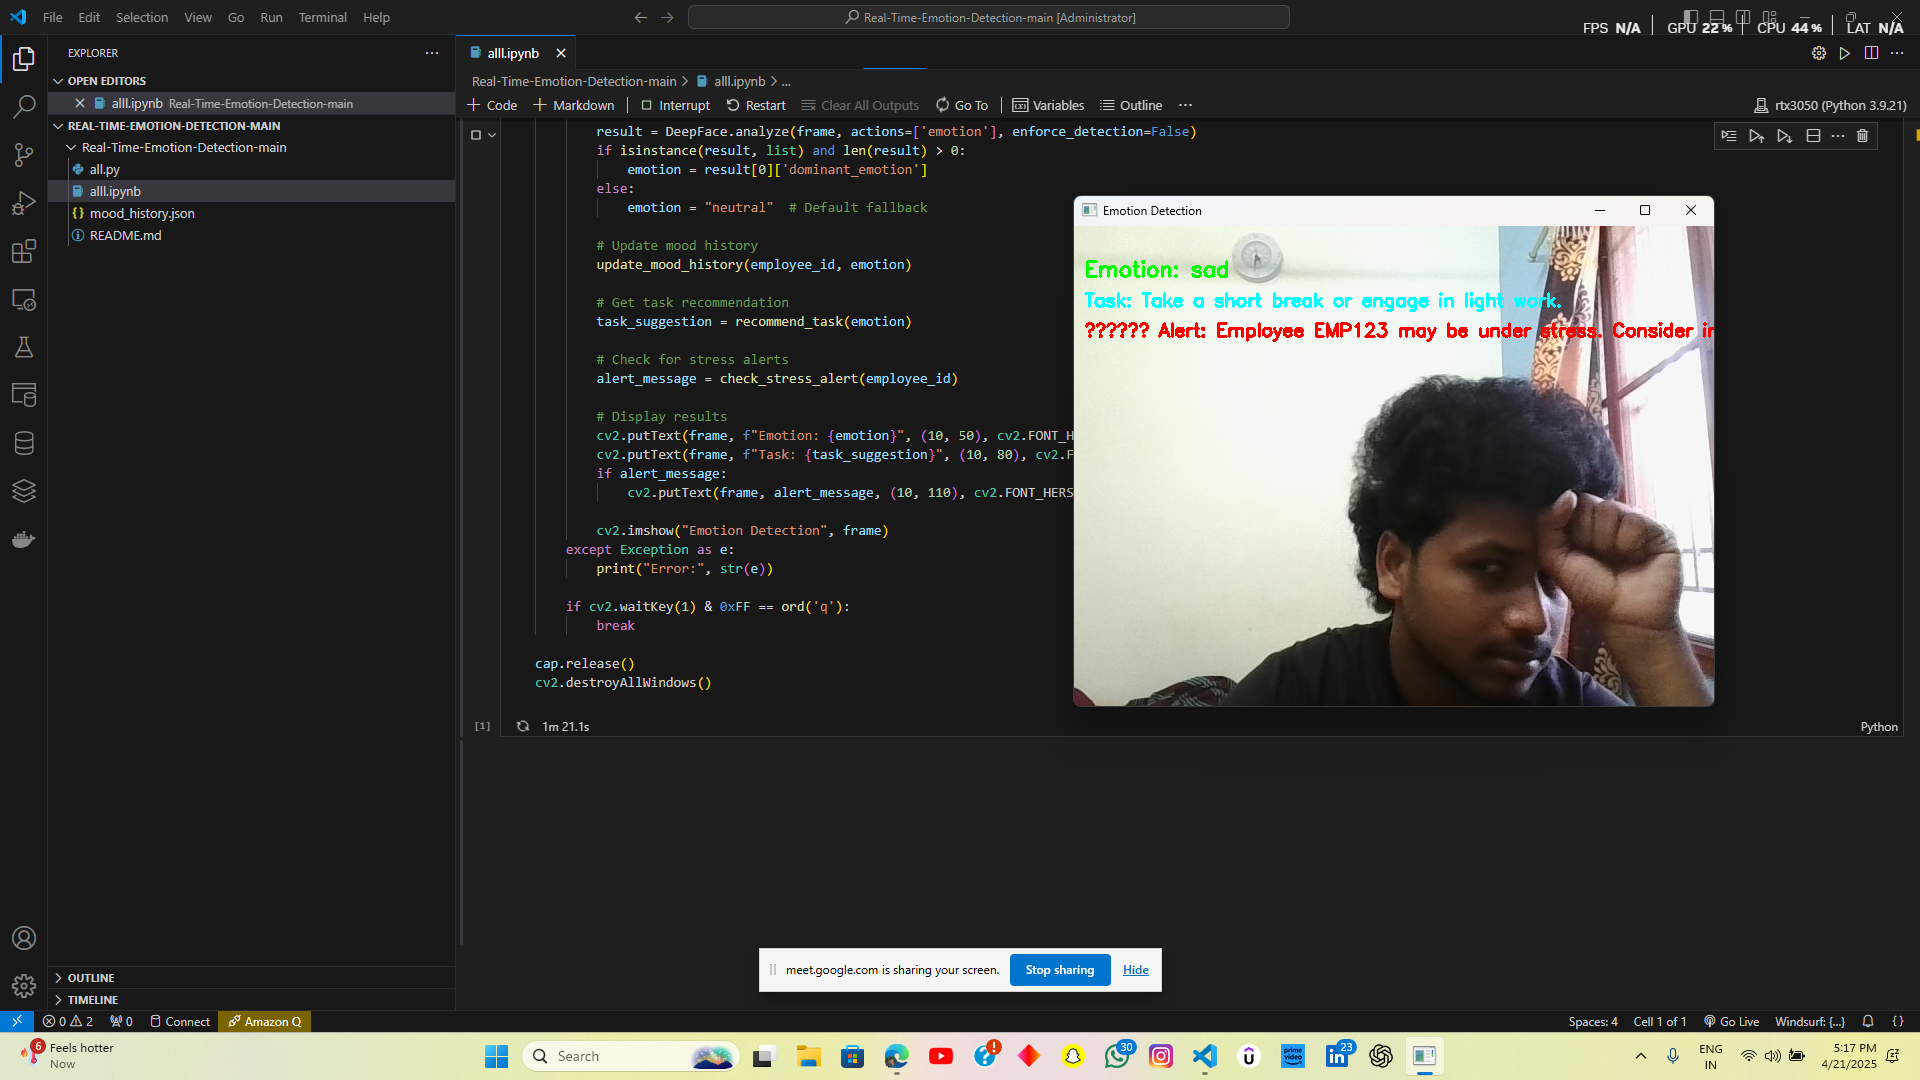 File Edit Selection View Go Run Terminal Help
Real-Time-Emotion-Detection-main [Administrator]
FPS N/A GPU 22 % CPU 44 % LAT N/A
EXPLORER
alll.ipynb
OPEN EDITORS
Real-Time-Emotion-Detection-main > alll.ipynb > ...
alll.ipynb Real-Time-Emotion-Detection-main
Code Markdown Interrupt Restart Clear All Outputs Go To Variables Outline ...
rtx3050 (Python 3.9.21)
REAL-TIME-EMOTION-DETECTION-MAIN
Real-Time-Emotion-Detection-main
all.py
alll.ipynb
mood_history.json
README.md
result = DeepFace.analyze(frame, actions=['emotion'], enforce_detection=False)
if isinstance(result, list) and len(result) > 0:
emotion = result[0]['dominant_emotion']
else:
emotion = "neutral"  # Default fallback
# Update mood history
update_mood_history(employee_id, emotion)
# Get task recommendation
task_suggestion = recommend_task(emotion)
# Check for stress alerts
alert_message = check_stress_alert(employee_id)
# Display results
cv2.putText(frame, f"Emotion: {emotion}", (10, 50), cv2.FONT_H
cv2.putText(frame, f"Task: {task_suggestion}", (10, 80), cv2.F
if alert_message:
cv2.putText(frame, alert_message, (10, 110), cv2.FONT_HERS
cv2.imshow("Emotion Detection", frame)
except Exception as e:
print("Error:", str(e))
if cv2.waitKey(1) & 0xFF == ord('q'):
break
cap.release()
cv2.destroyAllWindows()
[1] 1m 21.1s
Python
Emotion Detection
Emotion: sad
Task: Take a short break or engage in light work.
?????? Alert: Employee EMP123 may be under stress. Consider in
meet.google.com is sharing your screen.
Stop sharing
Hide
OUTLINE
TIMELINE
0 2 0 Connect Amazon Q
Spaces: 4 Cell 1 of 1 Go Live Windsurf: {...}
6
Feels hotter
Now
Search
30
prime video
23
ENG
IN
5:17 PM
4/21/2025